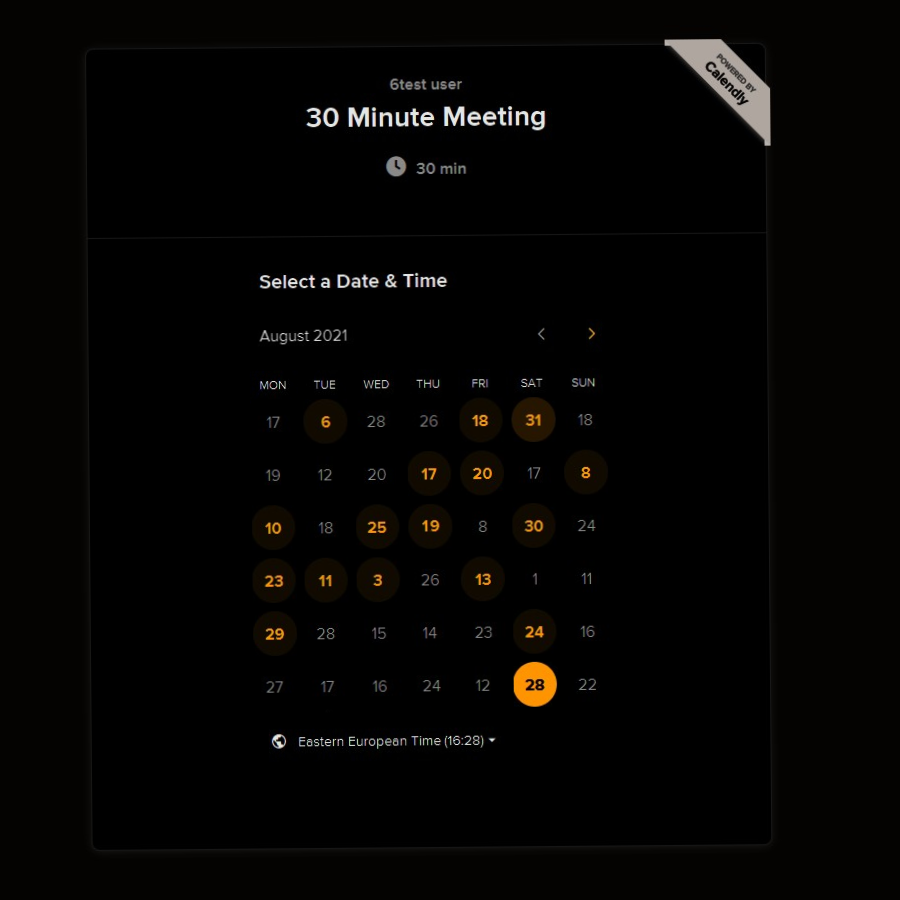 POWERED BY
Calendly
6test user
30 Minute Meeting
30 min
Select a Date & Time
August 2021
MON TUE WED THU FRI SAT SUN
17 6 28 26 18 31 18
19 12 20 17 20 17 8
10 18 25 19 8 30 24
23 11 3 26 13 1 11
29 28 15 14 23 24 16
27 17 16 24 12 28 22
Eastern European Time (16:28)